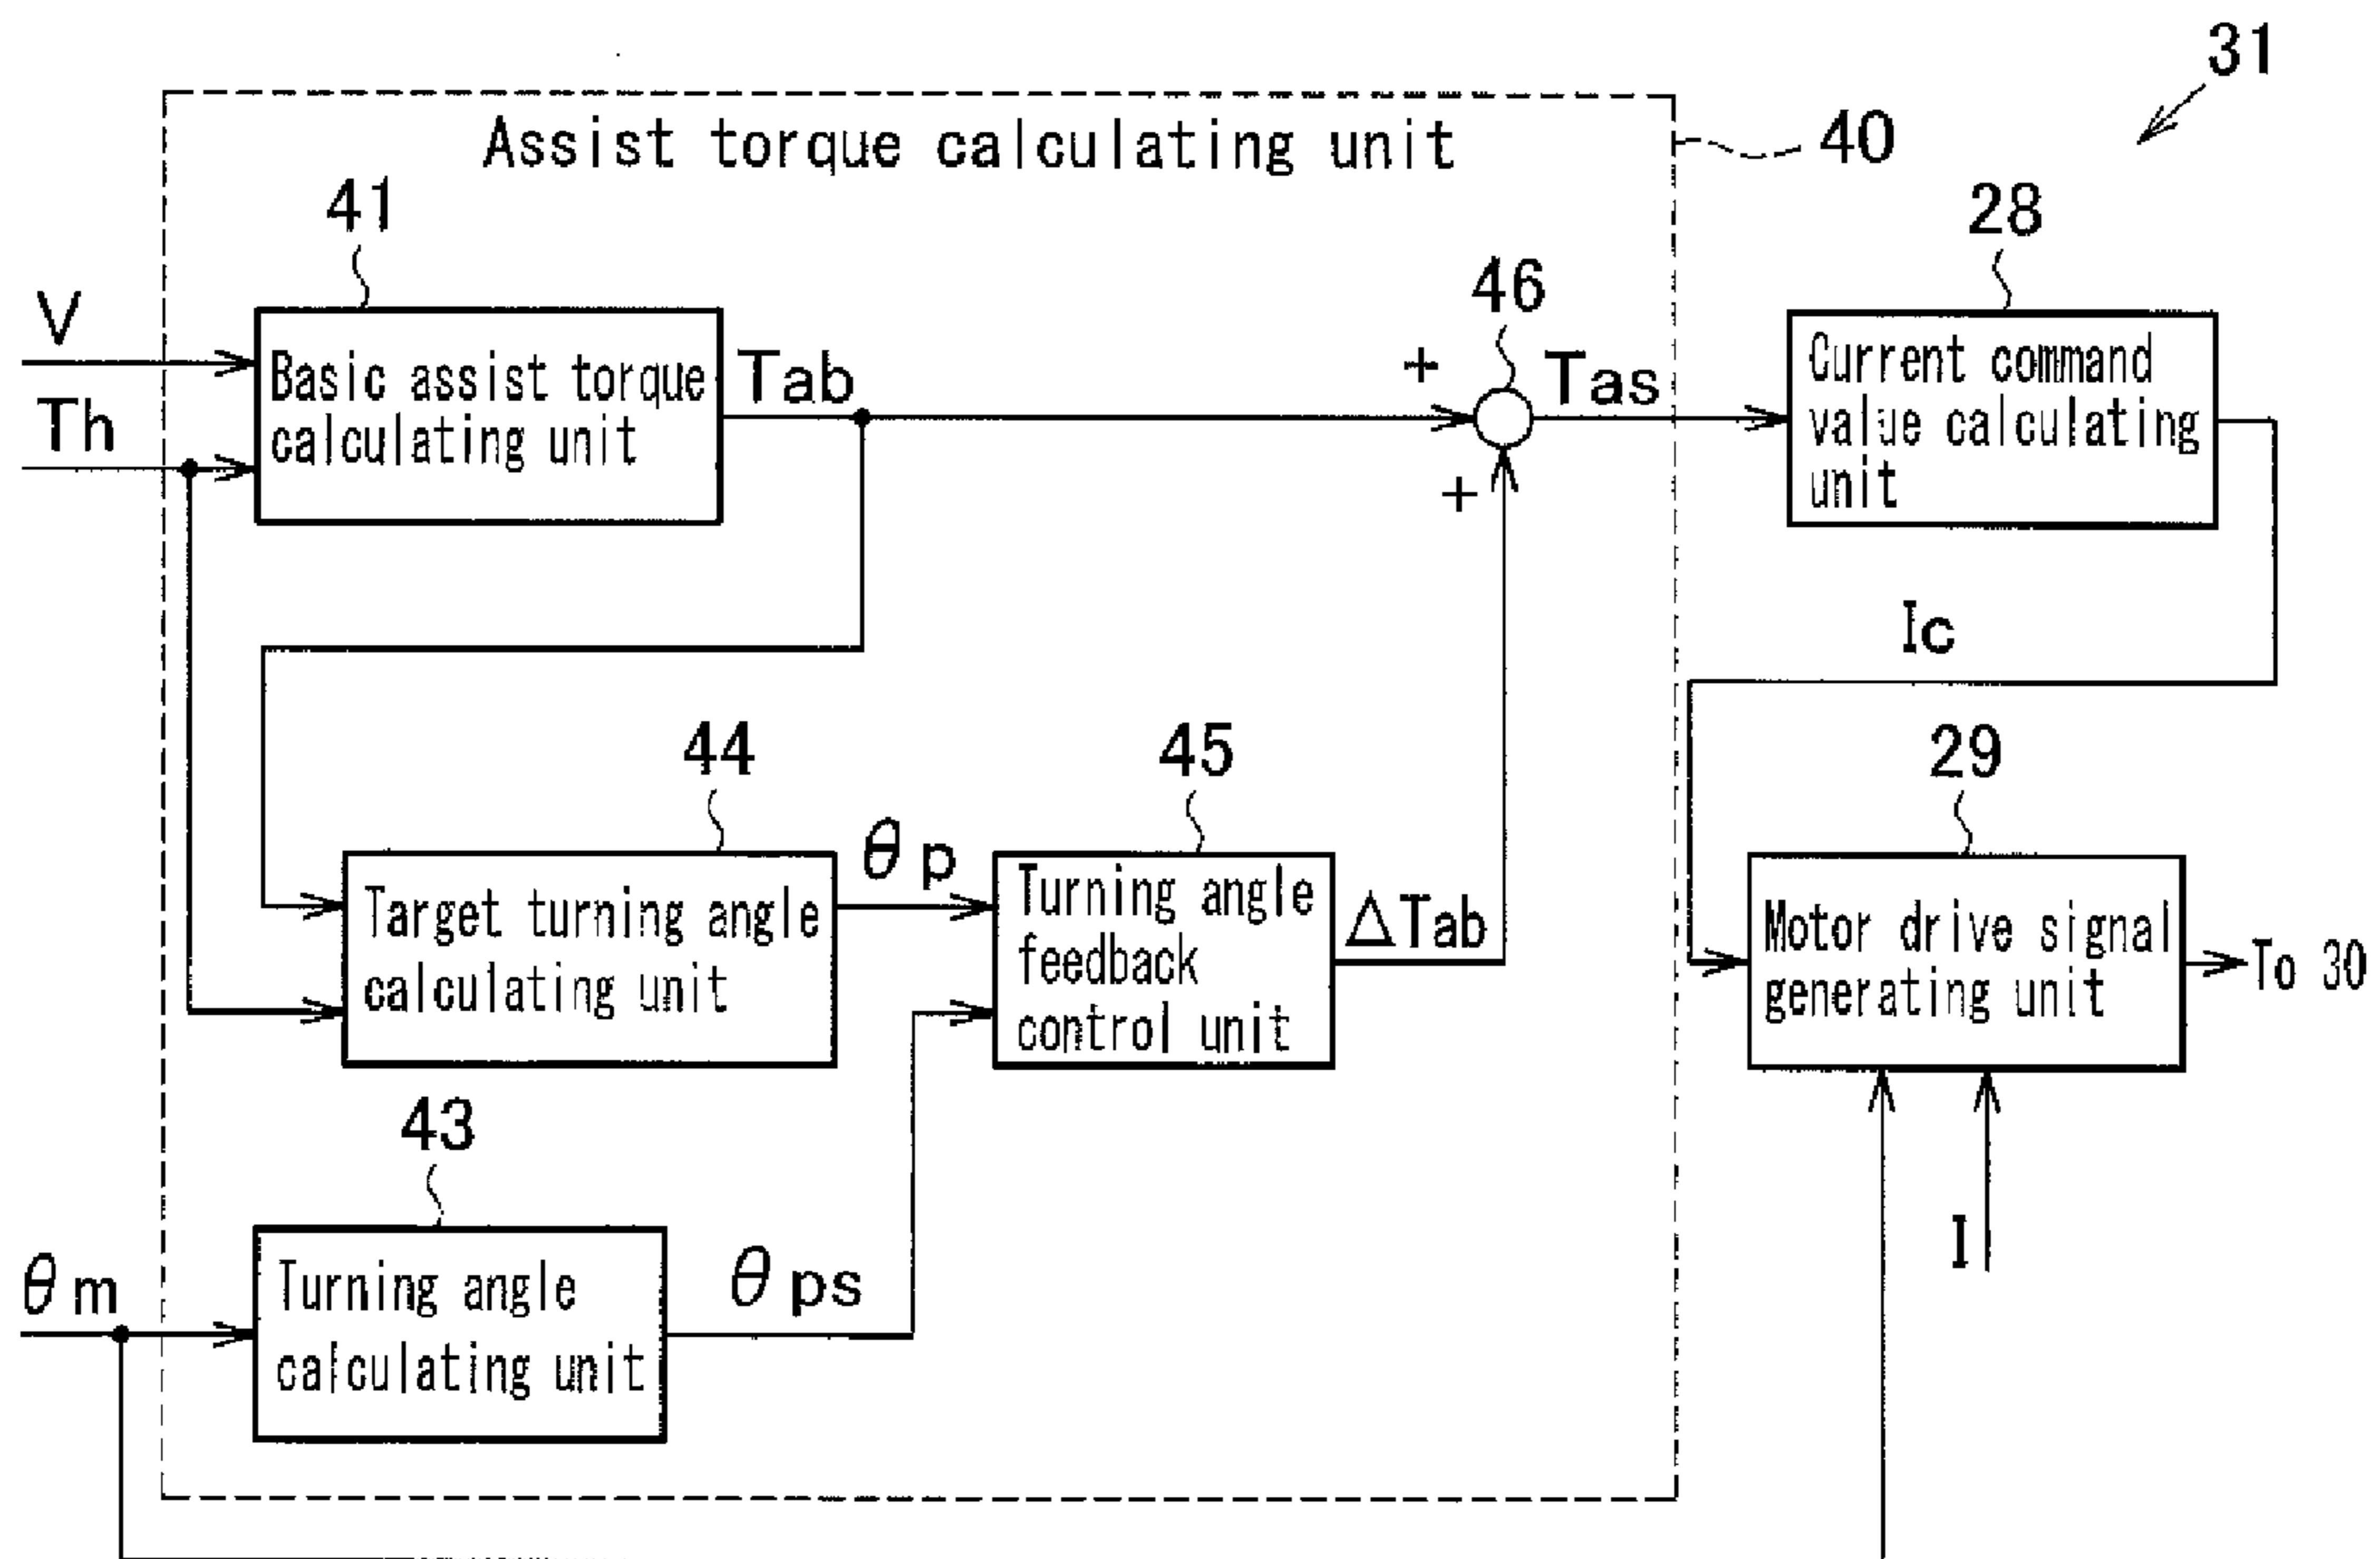 31
Assist torque calculating unit
40
41
28
46
V
Th
Basic assist torque
calculating unit
Tab
+
+
Tas
Current command
value calculating
unit
Ic
44
45
29
θp
Target turning angle
calculating unit
Turning angle
feedback
control unit
ΔTab
Motor drive signal
generating unit
To 30
43
θm
Turning angle
calculating unit
θps
I